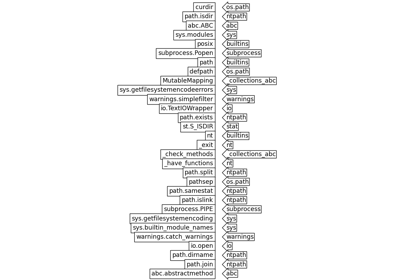 curdir os.path
path.isdir ntpath
abc.ABC abc
sys.modules sys
posix builtins
subprocess.Popen subprocess
path builtins
defpath os.path
MutableMapping _collections_abc
sys.getfilesystemencodeerrors sys
warnings.simplefilter warnings
io.TextIOWrapper io
path.exists ntpath
st.S_ISDIR stat
nt builtins
_exit nt
_check_methods _collections_abc
_have_functions nt
path.split ntpath
pathsep os.path
path.samestat ntpath
path.islink ntpath
subprocess.PIPE subprocess
sys.getfilesystemencoding sys
sys.builtin_module_names sys
warnings.catch_warnings warnings
io.open io
path.dirname ntpath
path.join ntpath
abc.abstractmethod abc